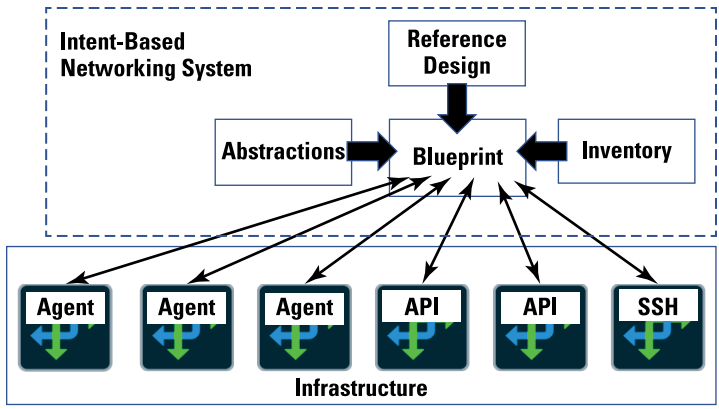 Intent-Based
Networking System
Reference
Design
Abstractions
Blueprint
Inventory
Agent
Agent
Agent
API
API
SSH
Infrastructure